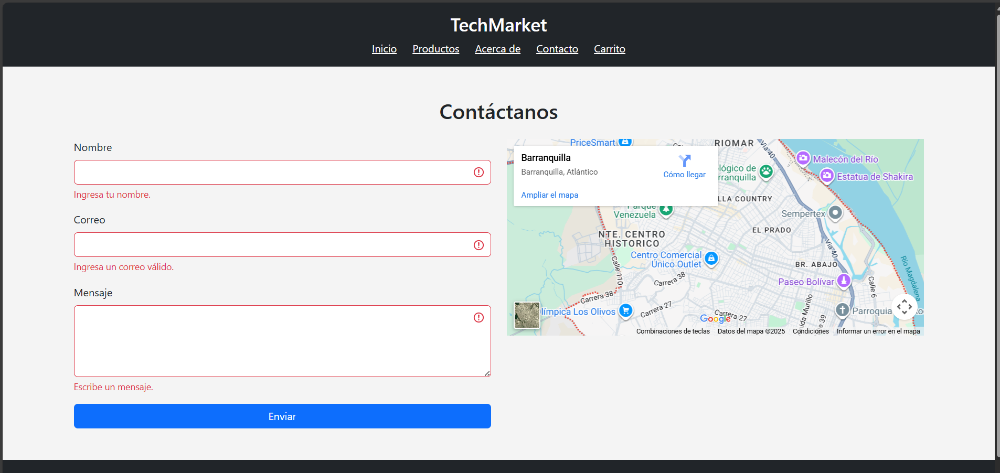 TechMarket
Inicio Productos Acerca de Contacto Carrito
Contáctanos
Nombre
Ingresa tu nombre.
Correo
Ingresa un correo válido.
Mensaje
Escribe un mensaje.
Enviar
PriceSmart
RIOMAR
Vía 40
Barranquilla
Barranquilla, Atlántico
Cómo llegar
Ampliar el mapa
Malecón del Río
Estatua de Shakira
lógico de
rranquilla
LLA COUNTRY
Parque
Venezuela
Sempertex
EL PRADO
NTE. CENTRO
HISTORICO
Vía 40
Centro Comercial
Único Outlet
Calle 110
BR. ABAJO
Río Magdalena
Carrera 38
Paseo Bolívar
Calle 6
Carrera 38
Carrera 27
límpica Los Olivos
nida Murillo
Parroquia
Google
Carrera 27
e 39
Combinaciones de teclas
Datos del mapa ©2025
Condiciones
Informar un error en el mapa